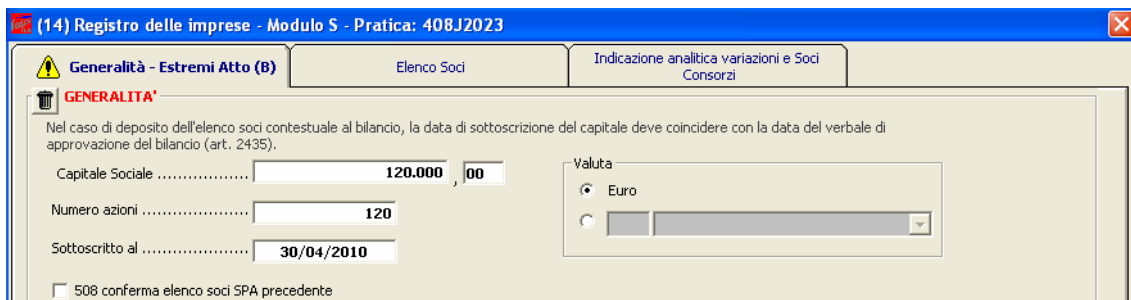 (14) Registro delle imprese - Modulo S - Pratica: 408J2023
Generalità - Estremi Atto (B)
Elenco Soci
Indicazione analitica variazioni e Soci
Consorzi
GENERALITA'
Nel caso di deposito dell'elenco soci contestuale al bilancio, la data di sottoscrizione del capitale deve coincidere con la data del verbale di
approvazione del bilancio (art. 2435).
Capitale Sociale .................. 120.000 , 00
Numero azioni ..................... 120
Sottoscritto al ..................... 30/04/2010
Valuta
Euro
508 conferma elenco soci SPA precedente